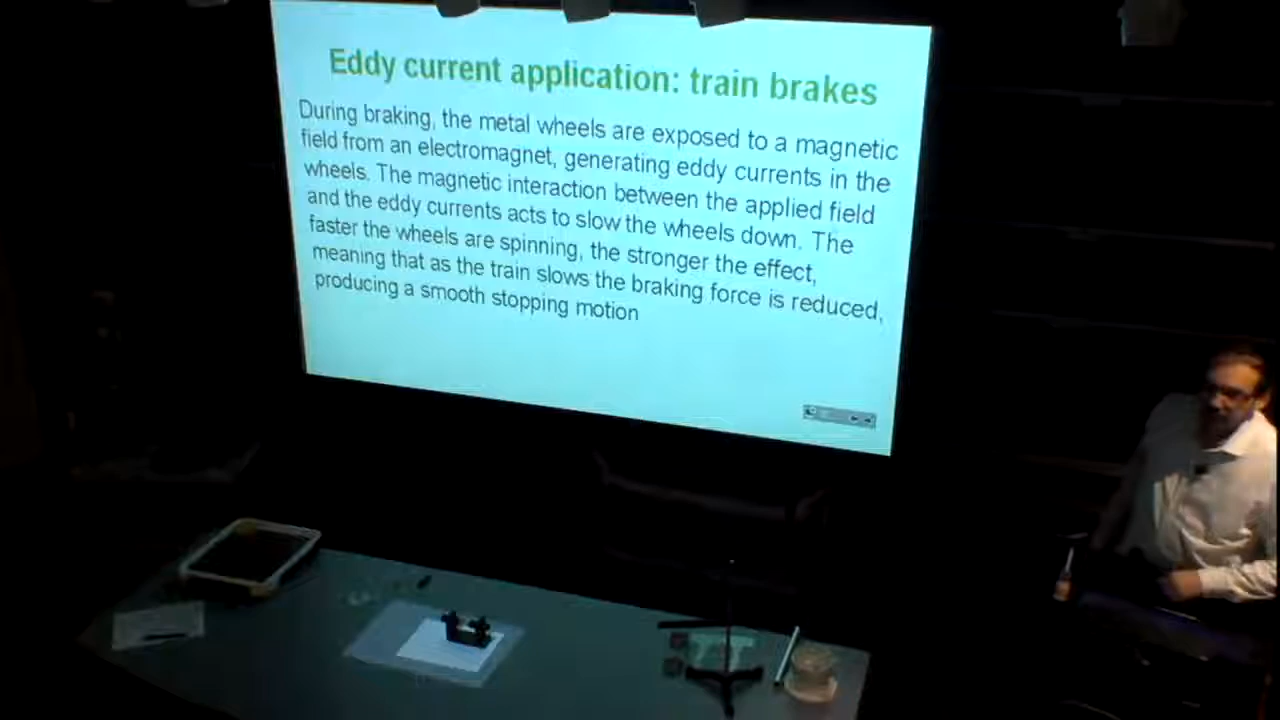 Eddy current application: train brakes
During braking, the metal wheels are exposed to a magnetic
field from an electromagnet, generating eddy currents in the
wheels. The magnetic interaction between the applied field
and the eddy currents acts to slow the wheels down. The
faster the wheels are spinning, the stronger the effect,
meaning that as the train slows the braking force is reduced,
producing a smooth stopping motion